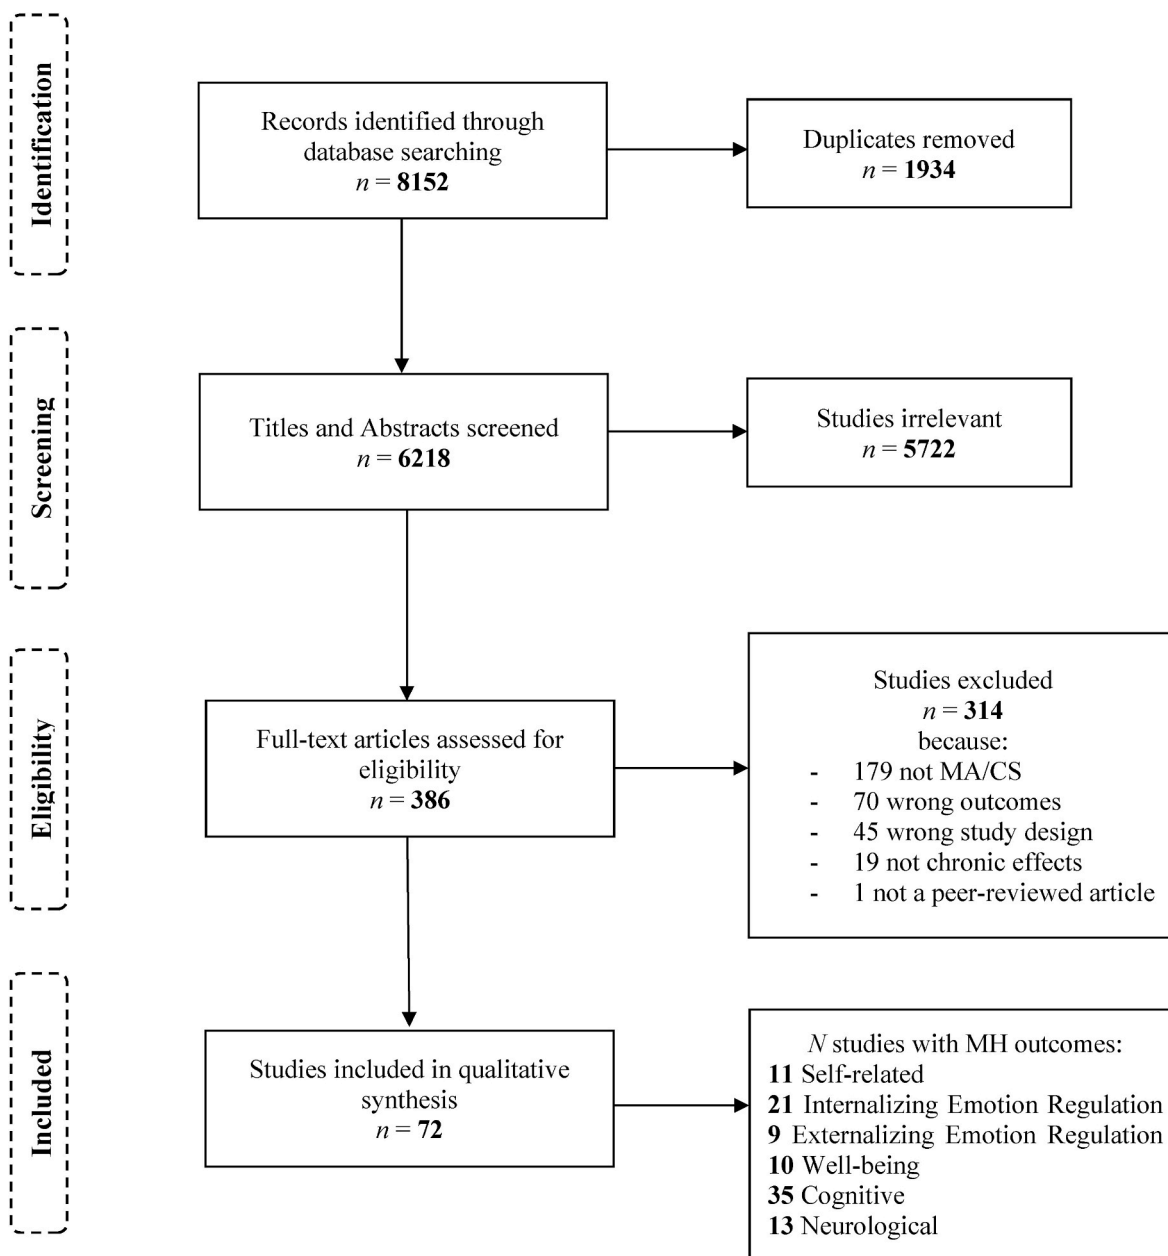 Identification
Records identified through
database searching
n = 8152
Duplicates removed
n = 1934
Screening
Titles and Abstracts screened
n = 6218
Studies irrelevant
n = 5722
Eligibility
Full-text articles assessed for
eligibility
n = 386
Studies excluded
n = 314
because:
- 179 not MA/CS
- 70 wrong outcomes
- 45 wrong study design
- 19 not chronic effects
- 1 not a peer-reviewed article
Included
Studies included in qualitative
synthesis
n = 72
N studies with MH outcomes:
11 Self-related
21 Internalizing Emotion Regulation
9 Externalizing Emotion Regulation
10 Well-being
35 Cognitive
13 Neurological